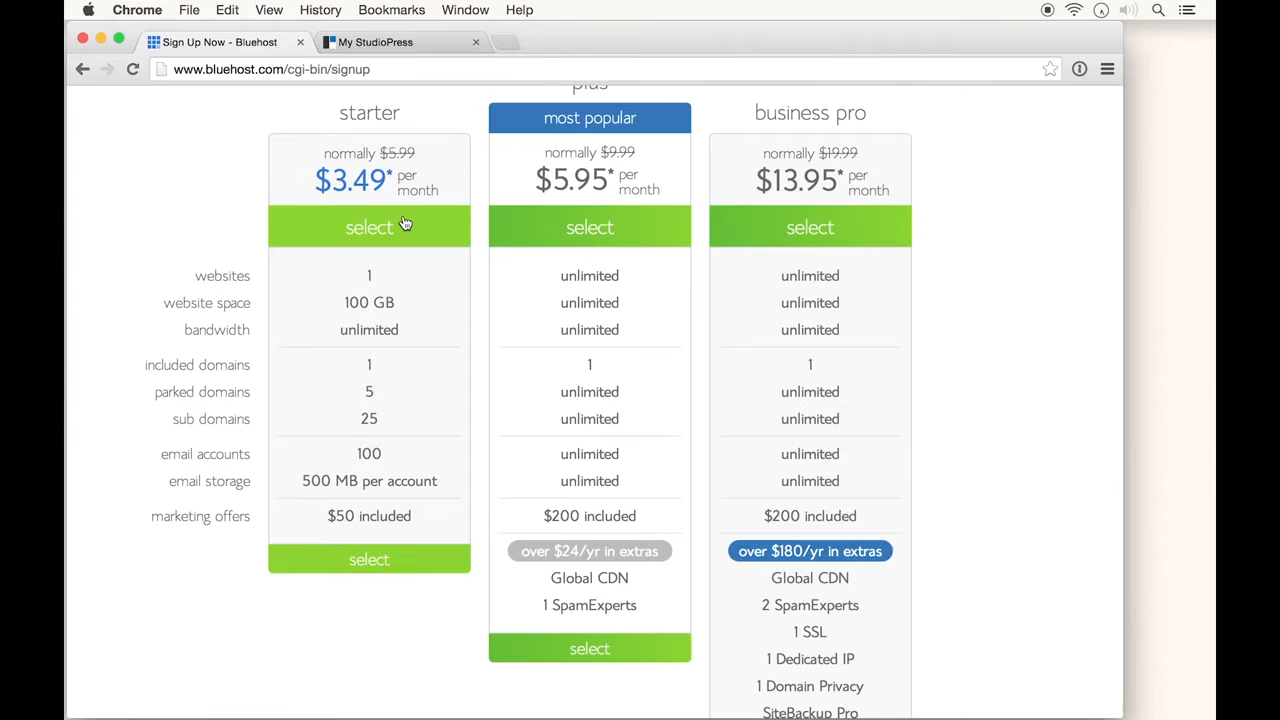 Chrome File Edit View History Bookmarks Window Help
Sign Up Now - Bluehost
My StudioPress
www.bluehost.com/cgi-bin/signup
plus
starter
most popular
business pro
normally $5.99
normally $9.99
normally $19.99
$3.49* per month
$5.95* per month
$13.95* per month
select
select
select
websites 1 unlimited unlimited
website space 100 GB unlimited unlimited
bandwidth unlimited unlimited unlimited
included domains 1 1 1
parked domains 5 unlimited unlimited
sub domains 25 unlimited unlimited
email accounts 100 unlimited unlimited
email storage 500 MB per account unlimited unlimited
marketing offers $50 included $200 included $200 included
over $24/yr in extras over $180/yr in extras
select
Global CDN Global CDN
1 SpamExperts 2 SpamExperts
1 SSL
select
1 Dedicated IP
1 Domain Privacy
SiteBackup Pro